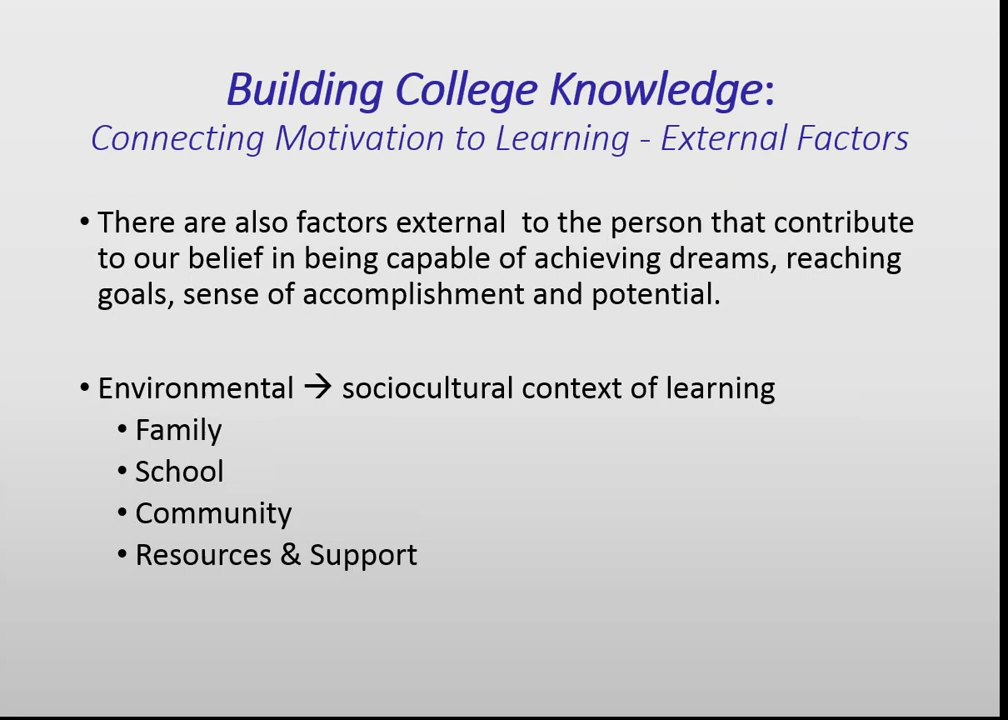 Building College Knowledge:
Connecting Motivation to Learning - External Factors
• There are also factors external  to the person that contribute
to our belief in being capable of achieving dreams, reaching
goals, sense of accomplishment and potential.
• Environmental → sociocultural context of learning
• Family
• School
• Community
• Resources & Support